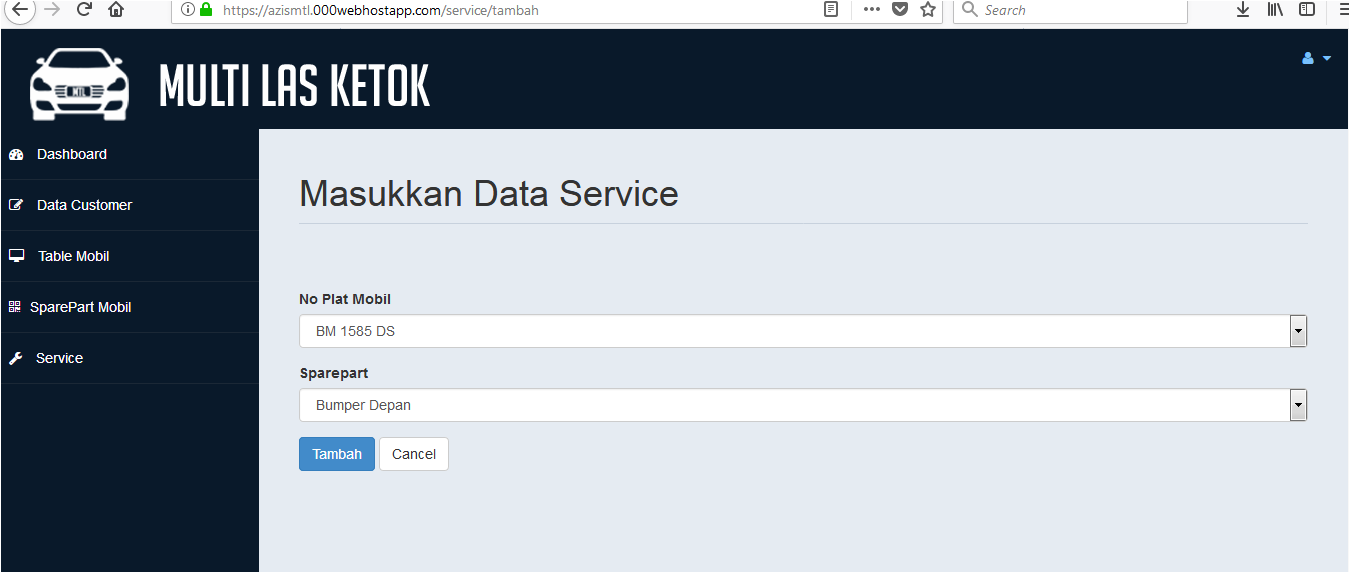 https://azismtl.000webhostapp.com/service/tambah
Search
MTL
MULTI LAS KETOK
Dashboard
Data Customer
Table Mobil
SparePart Mobil
Service
Masukkan Data Service
No Plat Mobil
BM 1585 DS
Sparepart
Bumper Depan
Tambah Cancel